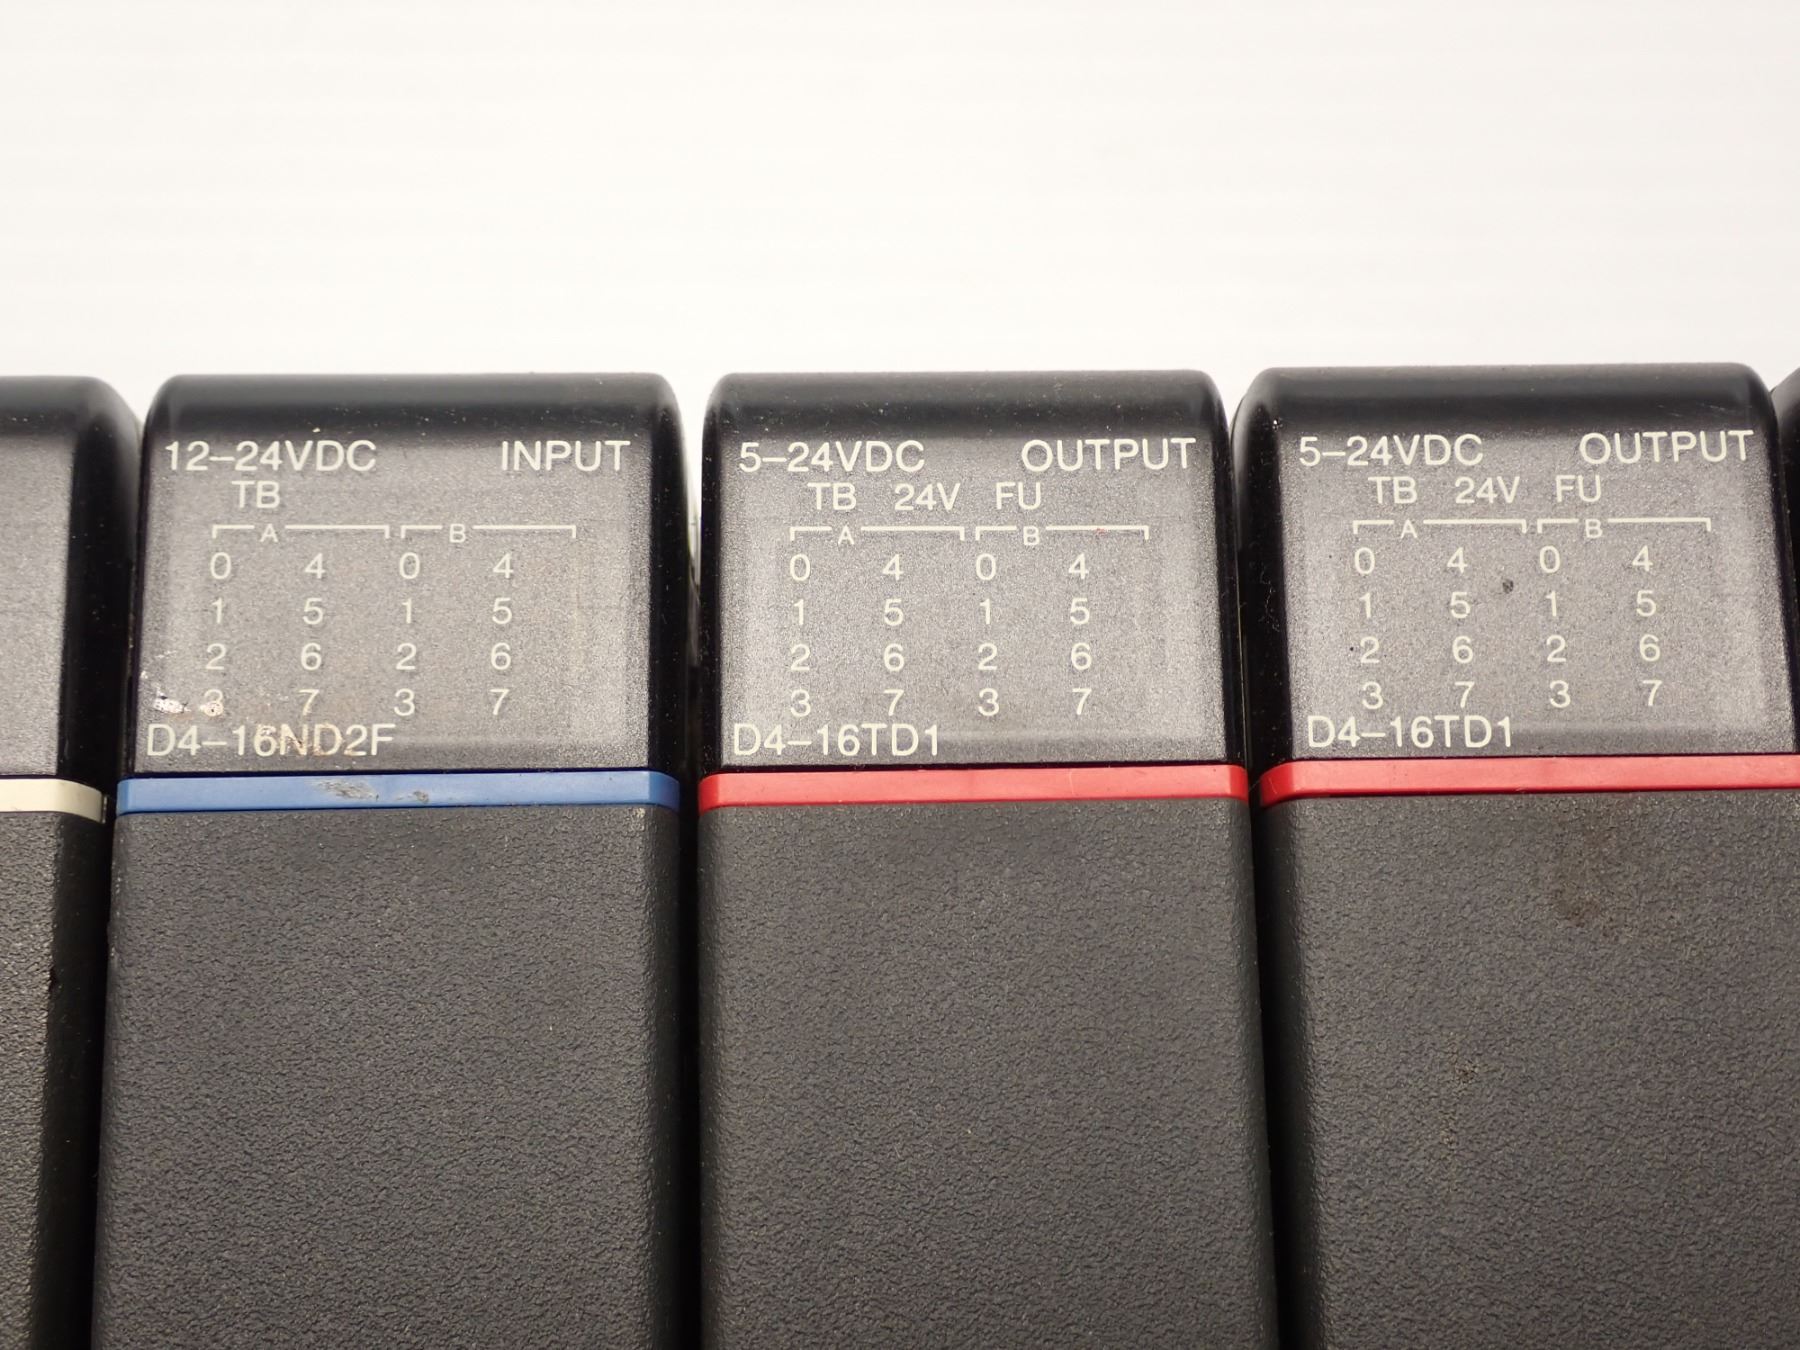 12–24VDC INPUT
TB
A B
0 4 0 4
1 5 1 5
2 6 2 6
3 7 3 7
D4–16ND2F
5–24VDC OUTPUT
TB 24V FU
A B
0 4 0 4
1 5 1 5
2 6 2 6
3 7 3 7
D4–16TD1
5–24VDC OUTPUT
TB 24V FU
A B
0 4 0 4
1 5 1 5
2 6 2 6
3 7 3 7
D4–16TD1